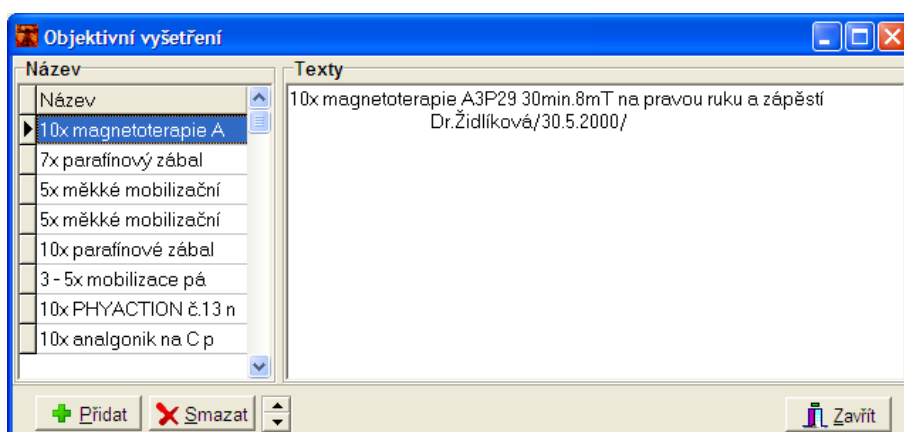 Objektivní vyšetření
Název
Texty
Název
10x magnetoterapie A
7x parafínový zábal
5x měkké mobilizační
5x měkké mobilizační
10x parafínové zábal
3 - 5x mobilizace pá
10x PHYACTION č.13 n
10x analgonik na C p
10x magnetoterapie A3P29 30min.8mT na pravou ruku a zápěstí
Dr.Židlíková/30.5.2000/
Přidat
Smazat
Zavřít